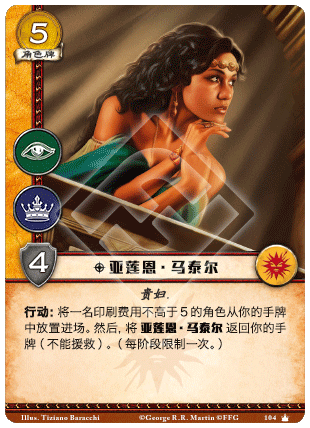 5
角色牌
4
亚莲恩·马泰尔
贵妇.
行动: 将一名印刷费用不高于 5 的角色从你的手牌
中放置进场。然后, 将 亚莲恩·马泰尔 返回你的手
牌（不能援救）。（每阶段限制一次。）
Illus. Tiziano Baracchi ©George R.R. Martin ©FFG 104